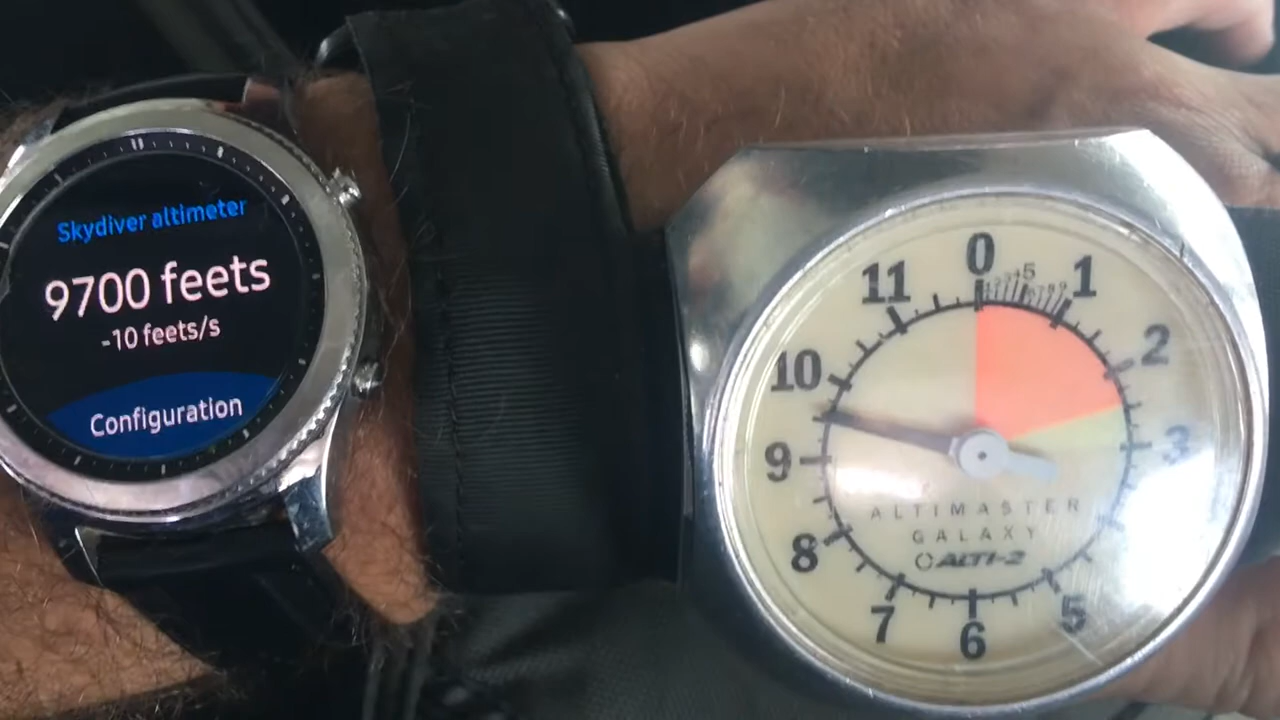 Skydiver altimeter
9700 feets
-10 feets/s
Configuration
0
5
1
2
3
5
6
7
8
9
10
11
ALTIMASTER
GALAXY
ALTI-2